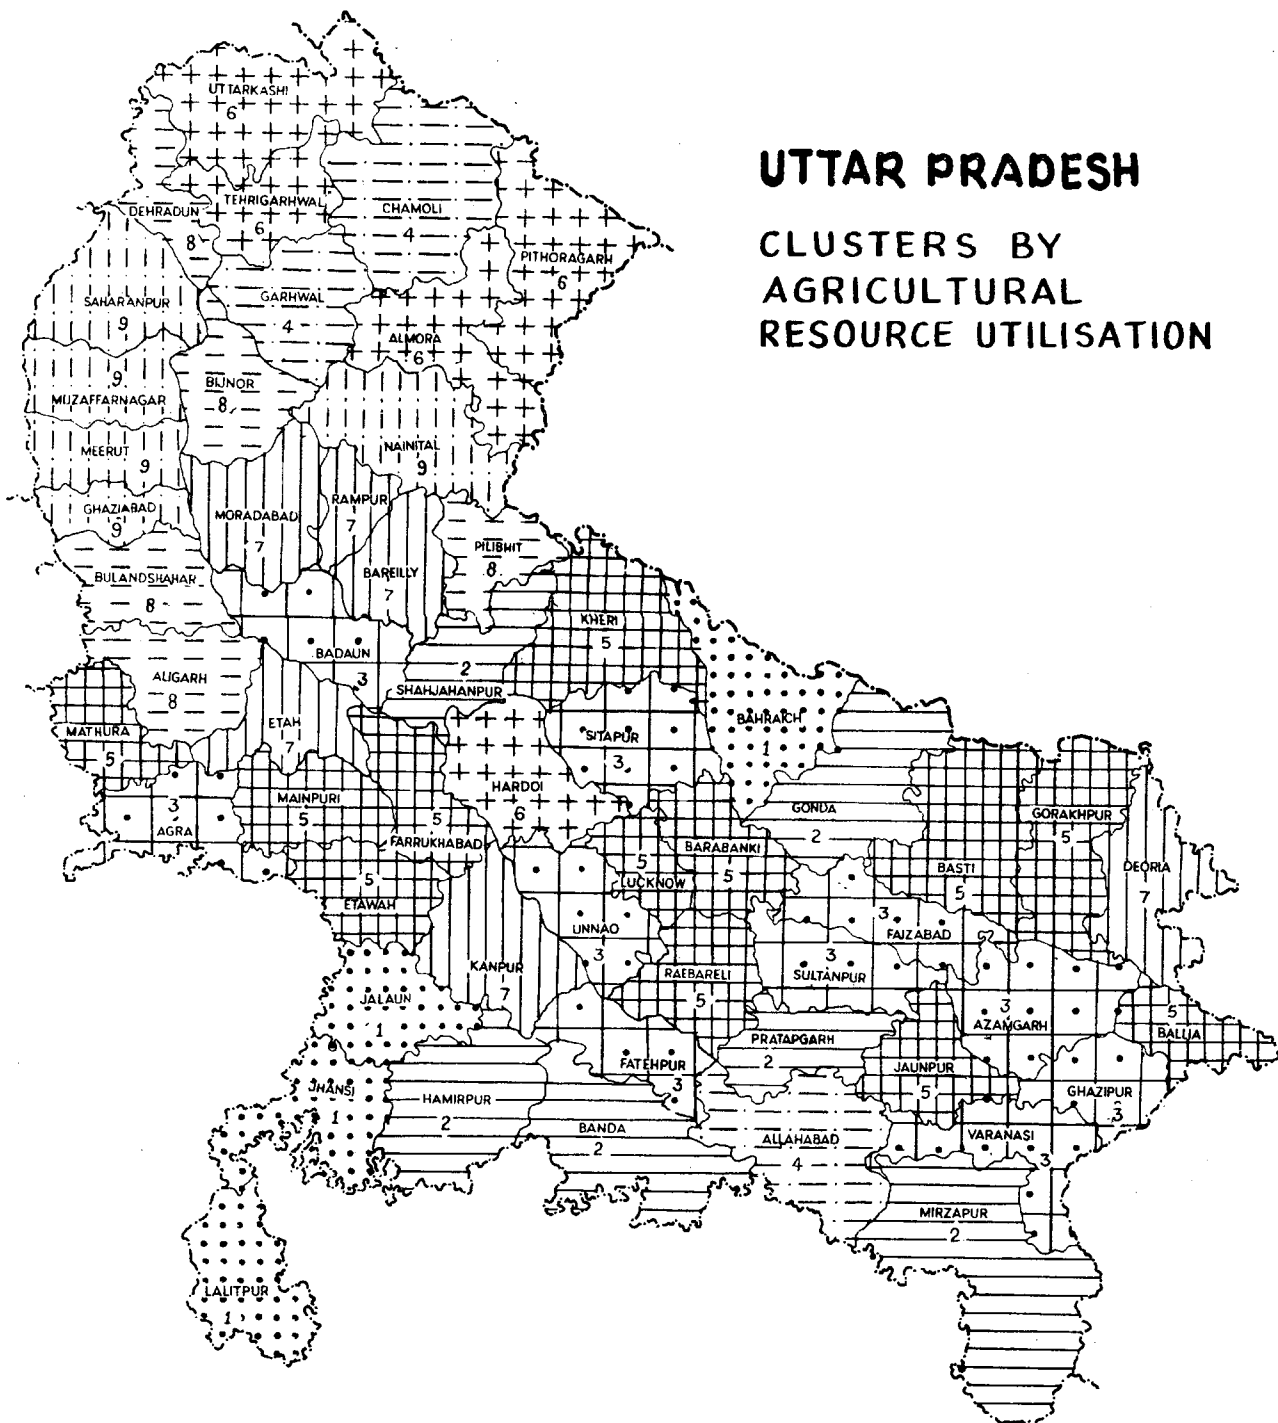 UTTAR PRADESH
CLUSTERS BY
AGRICULTURAL
RESOURCE UTILISATION
UTTARKASHI
6
TEHRIGARHWAL
6
CHAMOLI
4
DEHRADUN
8
PITHORAGARH
6
SAHARANPUR
9
GARHWAL
4
ALMORA
6
9
MUZAFFARNAGAR
BIJNOR
8
MEERUT
9
NAINITAL
9
GHAZIABAD
9
MORADABAD
7
RAMPUR
7
BAREILLY
7
PILIBHIT
8
BULANDSHAHAR
8
KHERI
5
BADAUN
3
2
SHAHJAHANPUR
ALIGARH
8
ETAH
7
MATHURA
5
SITAPUR
3
BAHRAICH
1
HARDOI
6
MAINPURI
5
5
FARRUKHABAD
3
AGRA
GONDA
2
GORAKHPUR
5
BARABANKI
5
5
LUCKNOW
BASTI
5
DEORIA
7
5
ETAWAH
UNNAO
3
3
FAIZABAD
3
SULTANPUR
KANPUR
7
RAEBARELI
5
JALAUN
1
3
AZAMGARH
5
BALLIA
PRATAPGARH
2
FATEHPUR
3
JAUNPUR
5
GHAZIPUR
3
JHANSI
1
HAMIRPUR
2
BANDA
2
ALLAHABAD
4
VARANASI
3
MIRZAPUR
2
LALITPUR
1